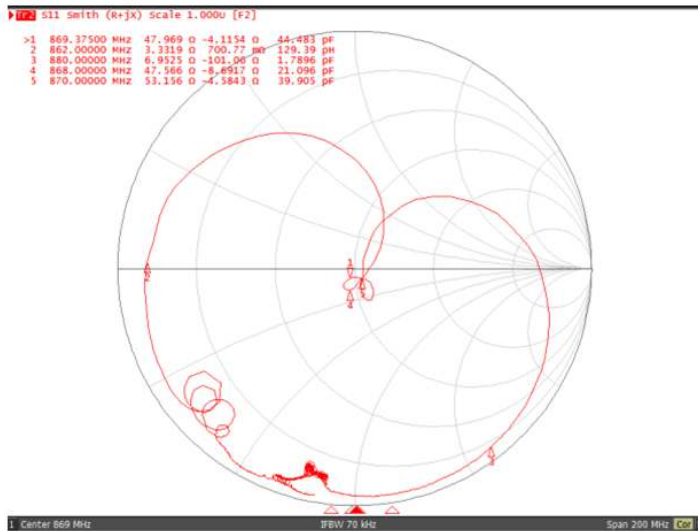 Tr2 S11 Smith (R+jX) Scale 1.000U [F2]
>1 869.37500 MHz 47.969 Ω -4.1154 Ω 44.483 pF
2 862.00000 MHz 3.3319 Ω 700.77 mΩ 129.39 pH
3 880.00000 MHz 6.9525 Ω -101.06 Ω 1.7896 pF
4 868.00000 MHz 47.566 Ω -8.6917 Ω 21.096 pF
5 870.00000 MHz 53.156 Ω -4.5843 Ω 39.905 pF
1 Center 869 MHz IFBW 70 kHz Span 200 MHz Cor